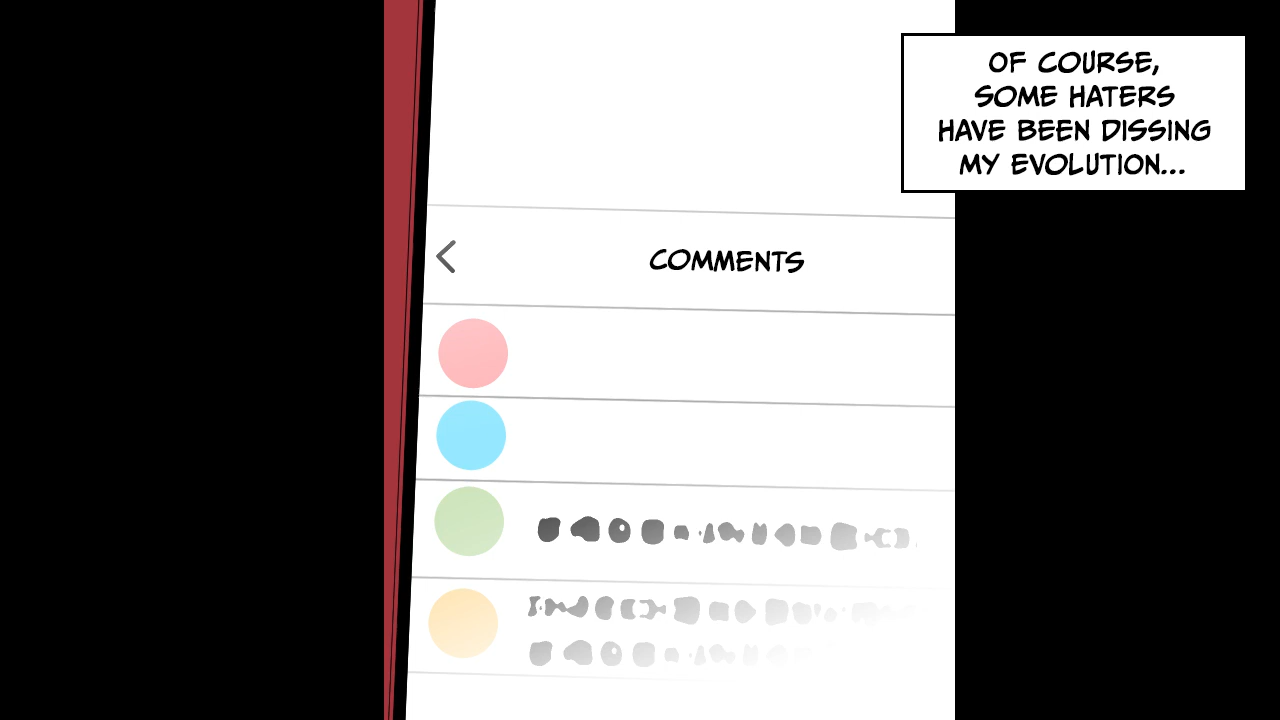 OF COURSE,
SOME HATERS
HAVE BEEN DISSING
MY EVOLUTION...
COMMENTS